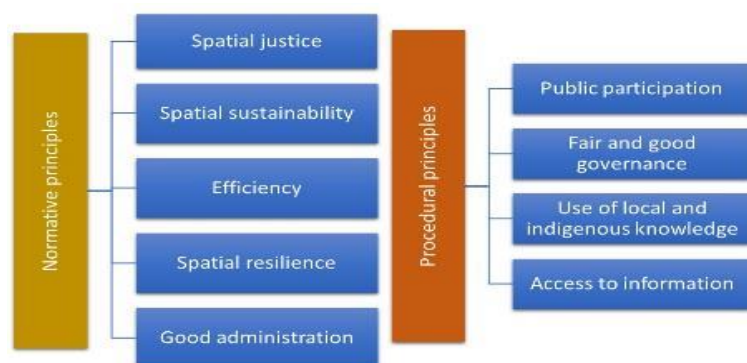 Normative principles
Spatial justice
Spatial sustainability
Efficiency
Spatial resilience
Good administration
Procedural principles
Public participation
Fair and good
governance
Use of local and
indigenous knowledge
Access to information